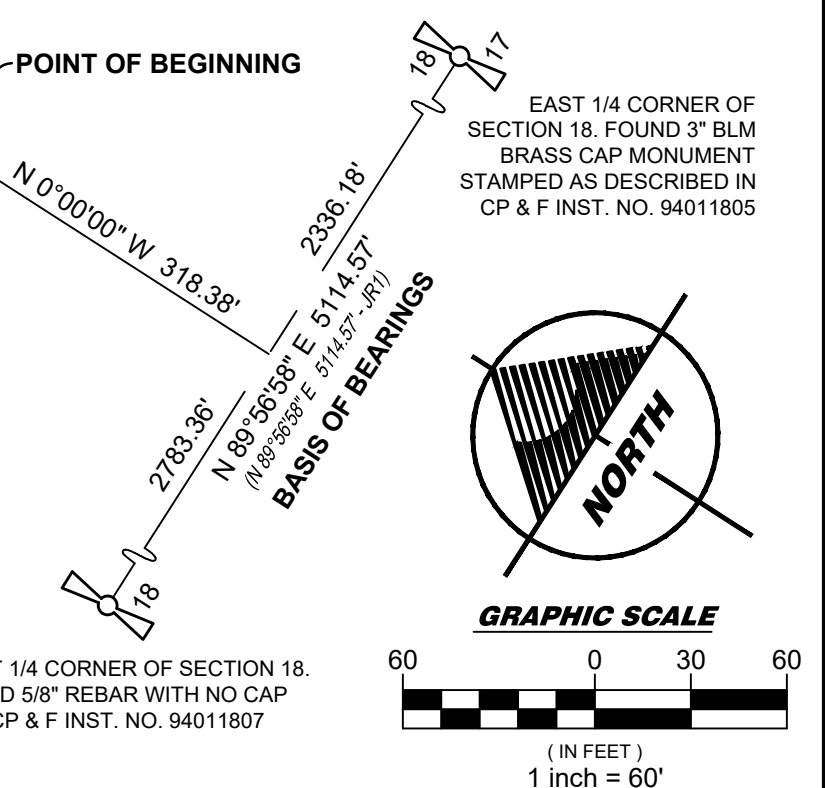 POINT OF BEGINNING
18
17
EAST 1/4 CORNER OF
SECTION 18. FOUND 3" BLM
BRASS CAP MONUMENT
STAMPED AS DESCRIBED IN
CP & F INST. NO. 94011805
N 0°00'00" W 318.38'
2336.18'
N 89°56'58" E 5114.57'
(N 89°56'58" E 5114.57' - JR1)
BASIS OF BEARINGS
2783.36'
18
NORTH
1/4 CORNER OF SECTION 18.
5/8" REBAR WITH NO CAP
CP & F INST. NO. 94011807
GRAPHIC SCALE
60 0 30 60
( IN FEET )
1 inch = 60'